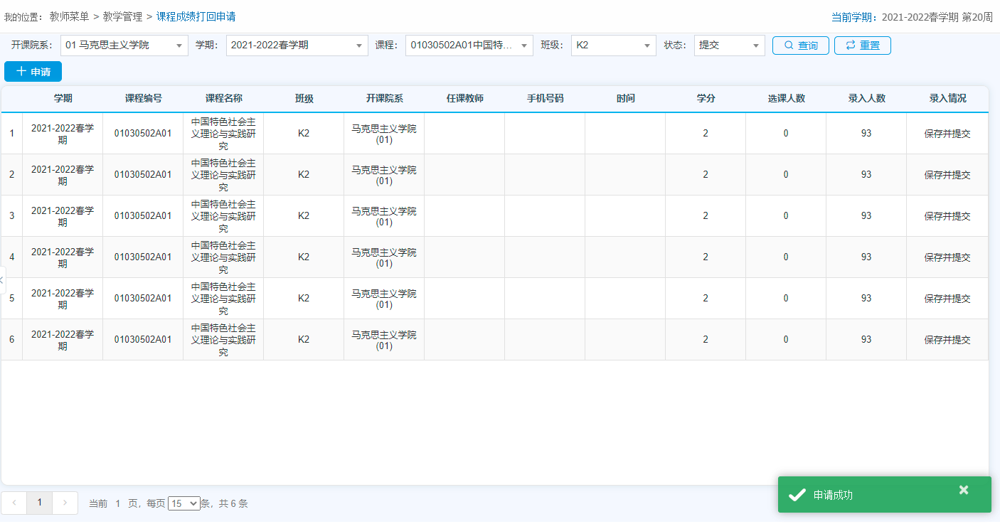 我的位置： 教师菜单 > 教学管理 > 课程成绩打回申请 当前学期：2021-2022春学期 第20周
开课院系： 01 马克思主义学院 学期： 2021-2022春学期 课程： 01030502A01中国特... 班级： K2 状态： 提交 查询 重置
申请
学期 课程编号 课程名称 班级 开课院系 任课教师 手机号码 时间 学分 选课人数 录入人数 录入情况
1 2021-2022春学期 01030502A01 中国特色社会主义理论与实践研究 K2 马克思主义学院(01) 2 0 93 保存并提交
2 2021-2022春学期 01030502A01 中国特色社会主义理论与实践研究 K2 马克思主义学院(01) 2 0 93 保存并提交
3 2021-2022春学期 01030502A01 中国特色社会主义理论与实践研究 K2 马克思主义学院(01) 2 0 93 保存并提交
4 2021-2022春学期 01030502A01 中国特色社会主义理论与实践研究 K2 马克思主义学院(01) 2 0 93 保存并提交
5 2021-2022春学期 01030502A01 中国特色社会主义理论与实践研究 K2 马克思主义学院(01) 2 0 93 保存并提交
6 2021-2022春学期 01030502A01 中国特色社会主义理论与实践研究 K2 马克思主义学院(01) 2 0 93 保存并提交
申请成功
1 当前 1 页，每页 15 条，共 6 条